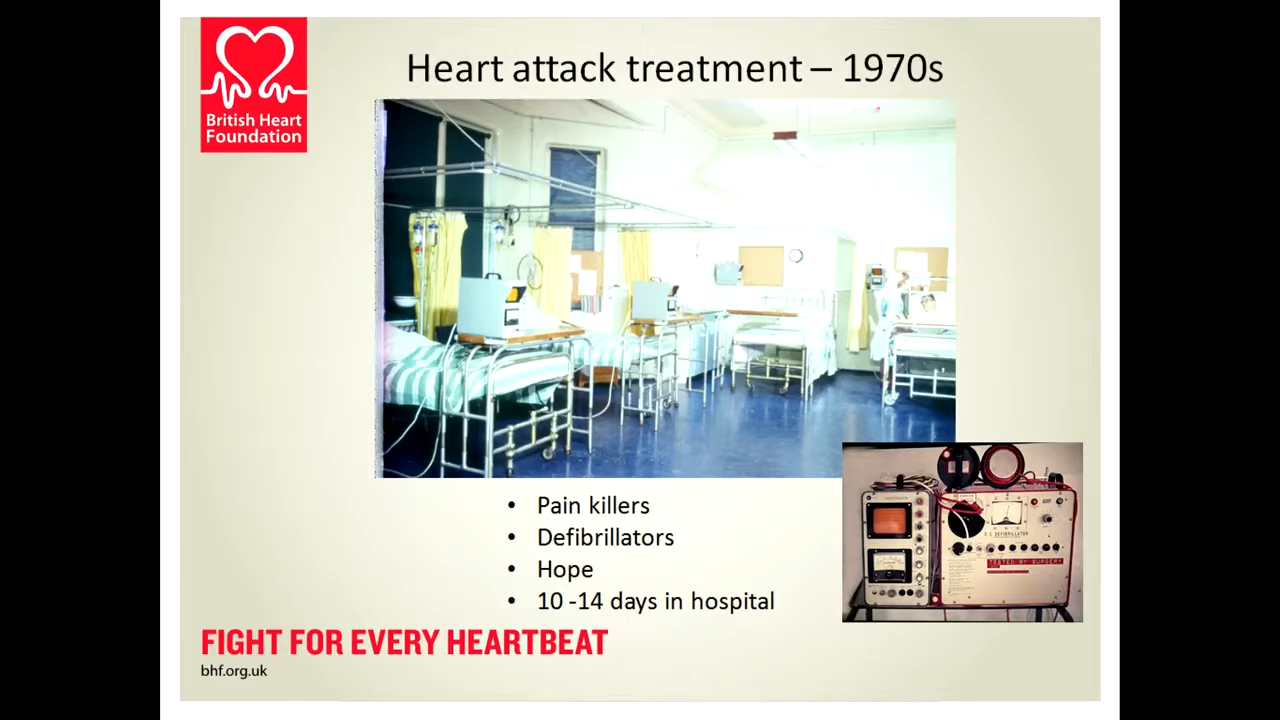 British Heart
Foundation
Heart attack treatment – 1970s
D C DEFIBRILLATOR
• Pain killers
• Defibrillators
• Hope
• 10 -14 days in hospital
FIGHT FOR EVERY HEARTBEAT
bhf.org.uk